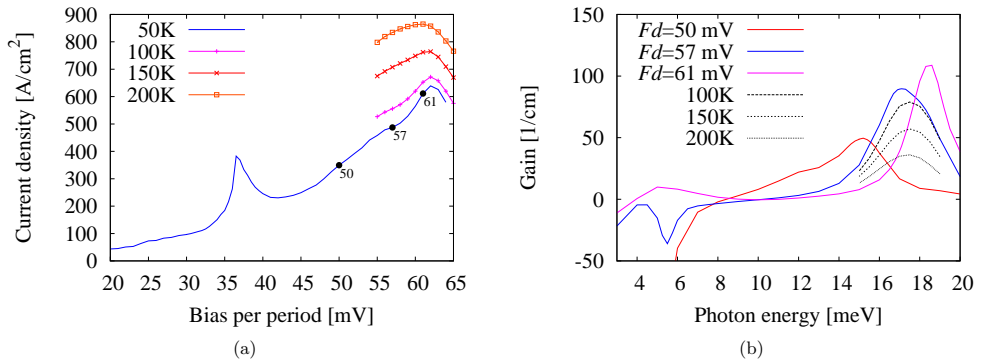 900
800
700
600
500
400
300
200
100
0
Current density [A/cm²]
50K
100K
150K
200K
50
57
61
20 25 30 35 40 45 50 55 60 65
Bias per period [mV]
(a)
150
100
50
0
-50
Gain [1/cm]
Fd=50 mV
Fd=57 mV
Fd=61 mV
100K
150K
200K
4 6 8 10 12 14 16 18 20
Photon energy [meV]
(b)